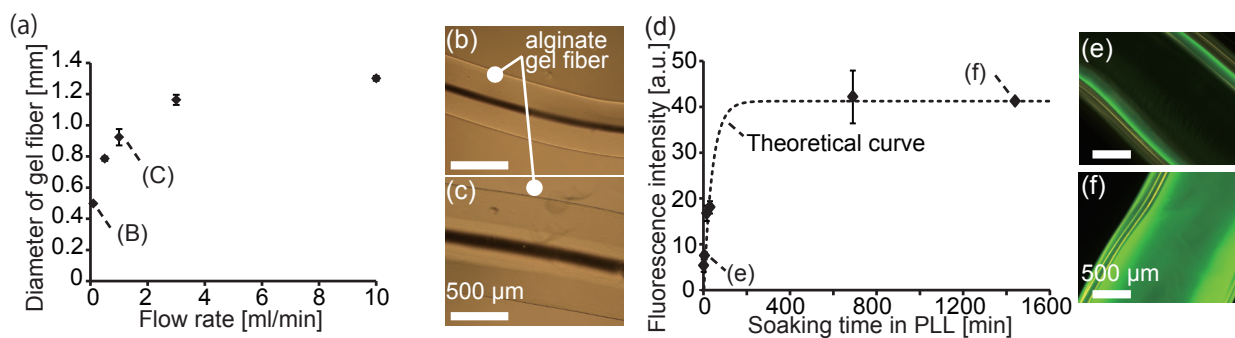 (a)
Diameter of gel fiber [mm]
1.4
1.2
1.0
0.8
0.6
0.4
0.2
0
(C)
(B)
0 2 4 6 8 10
Flow rate [ml/min]
(b)
alginate
gel fiber
(c)
500 μm
(d)
Fluorescence intensity [a.u.]
50
40
30
20
10
0
(f)
Theoretical curve
(e)
0 400 800 1200 1600
Soaking time in PLL [min]
(e)
(f)
500 μm